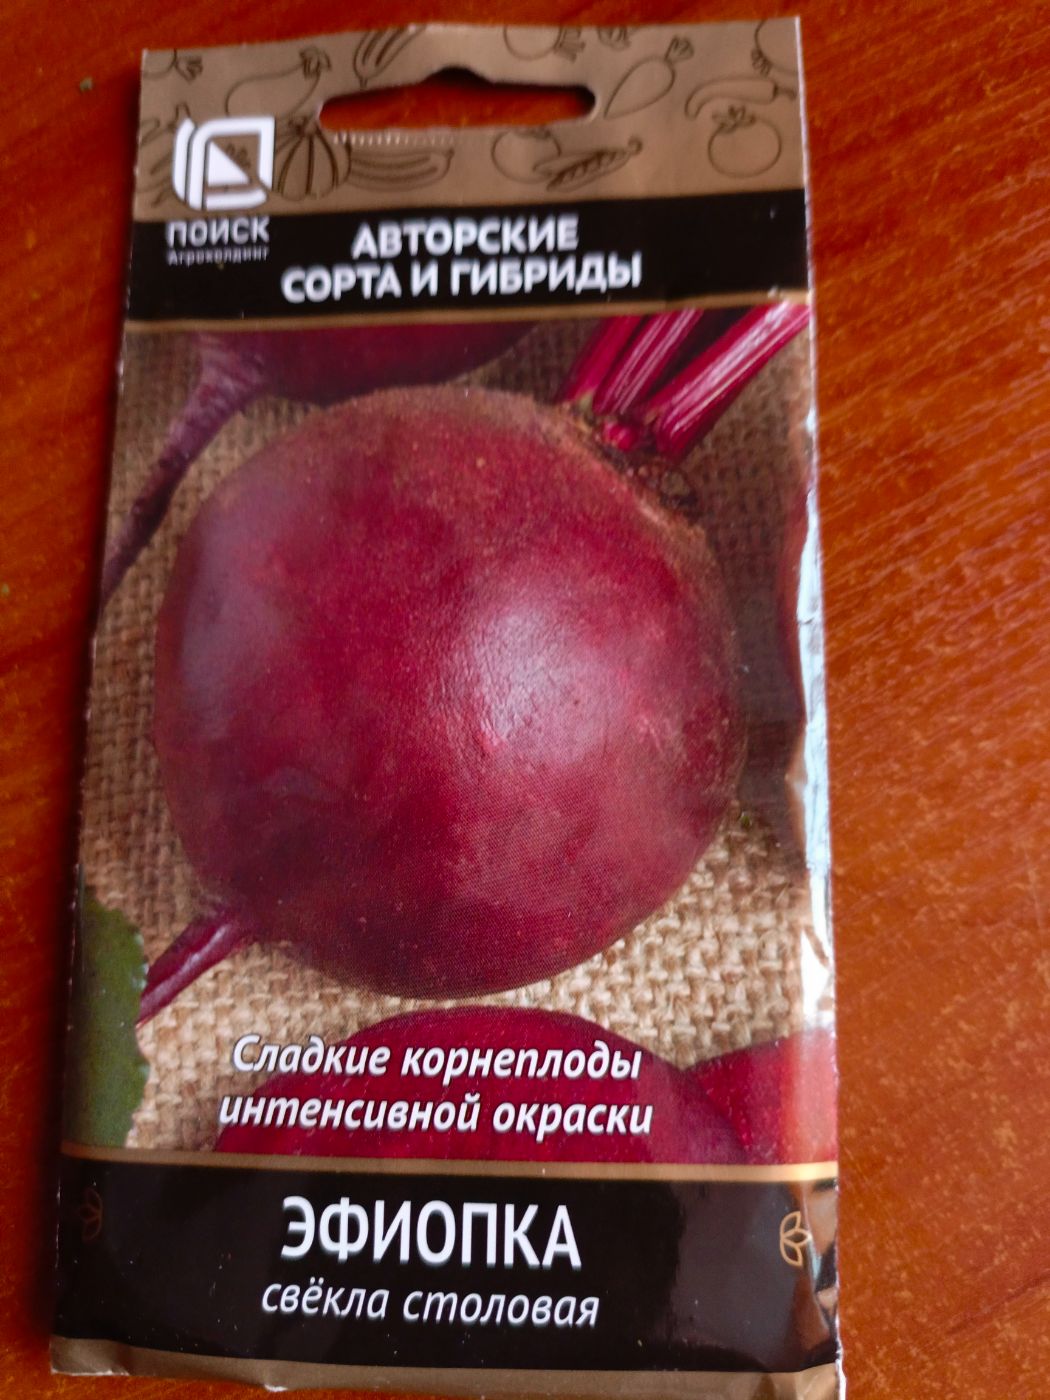 ПОИСК
Агрохолдинг
АВТОРСКИЕ
СОРТА И ГИБРИДЫ
Сладкие корнеплоды
интенсивной окраски
ЭФИОПКА
свёкла столовая